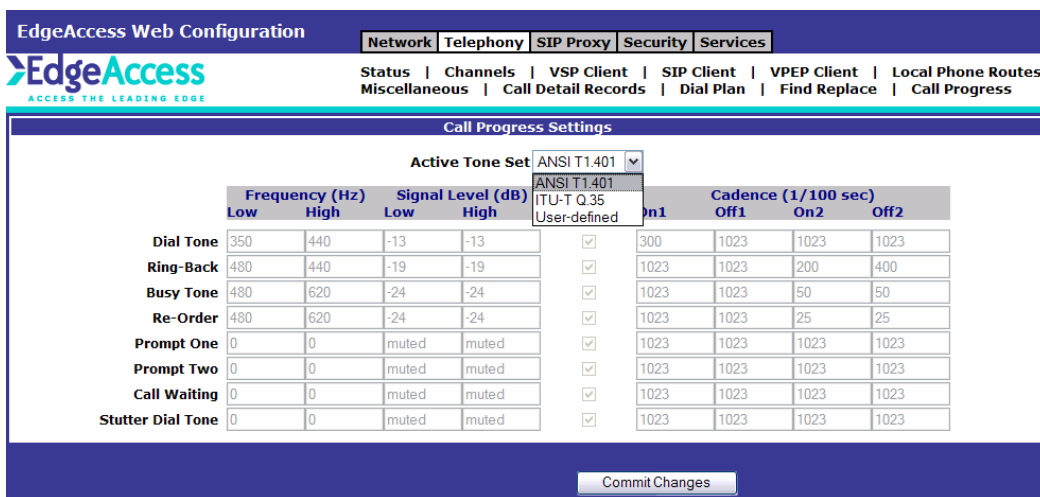 EdgeAccess Web Configuration
Network Telephony SIP Proxy Security Services
EdgeAccess
ACCESS THE LEADING EDGE
Status | Channels | VSP Client | SIP Client | VPEP Client | Local Phone Routes
Miscellaneous | Call Detail Records | Dial Plan | Find Replace | Call Progress
Call Progress Settings
Active Tone Set ANSI T1.401
ANSI T1.401
ITU-T Q.35
User-defined
Frequency (Hz) Signal Level (dB) Cadence (1/100 sec)
Low High Low High On1 Off1 On2 Off2
Dial Tone 350 440 -13 -13 300 1023 1023 1023
Ring-Back 480 440 -19 -19 1023 1023 200 400
Busy Tone 480 620 -24 -24 1023 1023 50 50
Re-Order 480 620 -24 -24 1023 1023 25 25
Prompt One 0 0 muted muted 1023 1023 1023 1023
Prompt Two 0 0 muted muted 1023 1023 1023 1023
Call Waiting 0 0 muted muted 1023 1023 1023 1023
Stutter Dial Tone 0 0 muted muted 1023 1023 1023 1023
Commit Changes